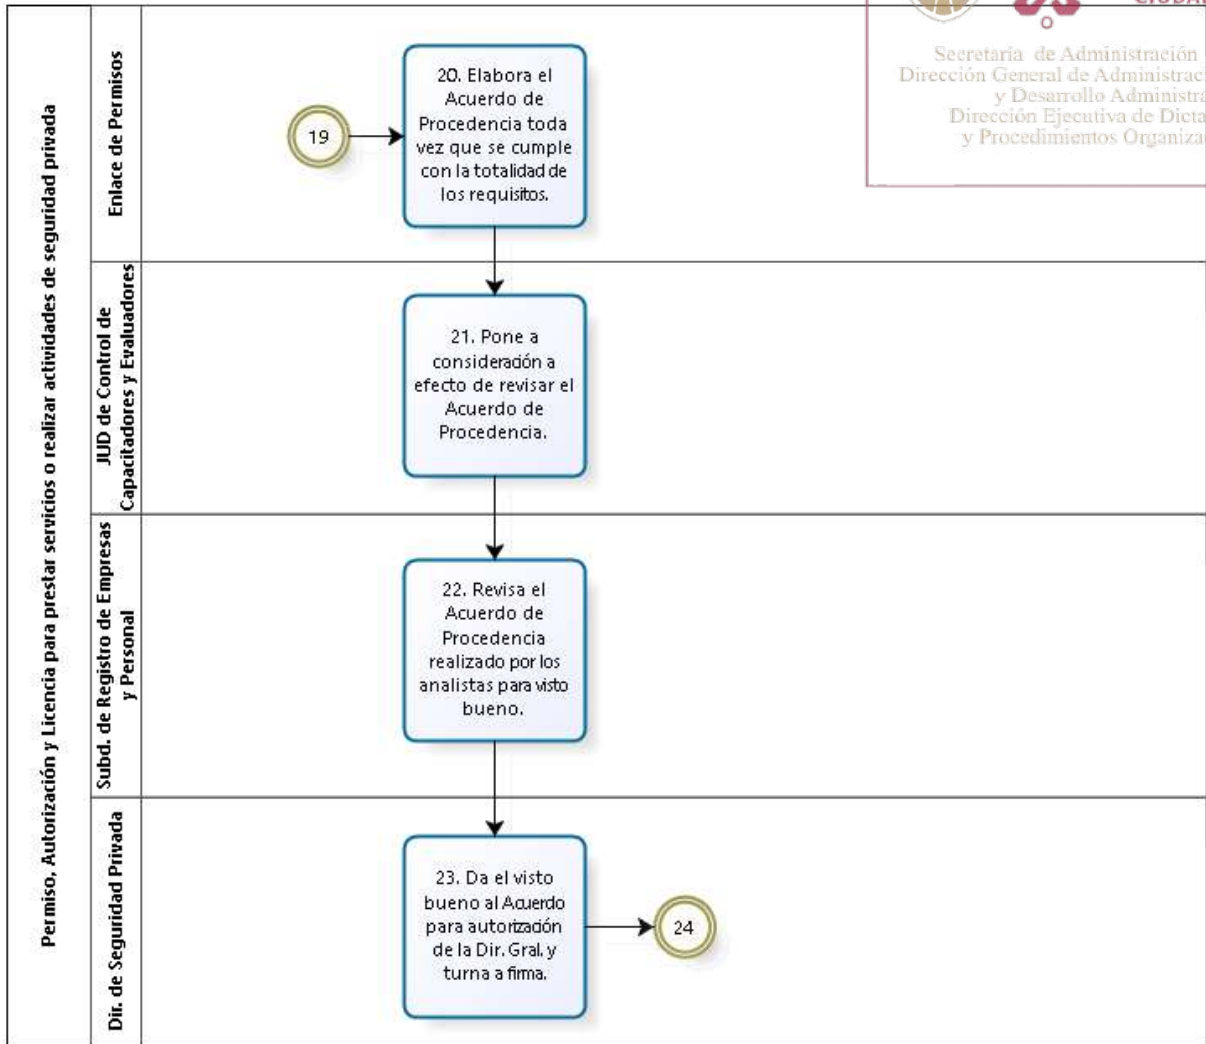 CIUDAD
Secretaría de Administración
Dirección General de Administrac
y Desarrollo Administra
Dirección Ejecutiva de Dicta
y Procedimientos Organiza
Permiso, Autorización y Licencia para prestar servicios o realizar actividades de seguridad privada
Enlace de Permisos
19
20. Elabora el
Acuerdo de
Procedencia toda
vez que se cumple
con la totalidad de
los requisitos.
JUD de Control de
Capacitadores y Evaluadores
21. Pone a
consideración a
efecto de revisar el
Acuerdo de
Procedencia.
Subd. de Registro de Empresas
y Personal
22. Revisa el
Acuerdo de
Procedencia
realizado por los
analistas para visto
bueno.
Dir. de Seguridad Privada
23. Da el visto
bueno al Acuerdo
para autorización
de la Dir. Gral. y
turna a firma.
24